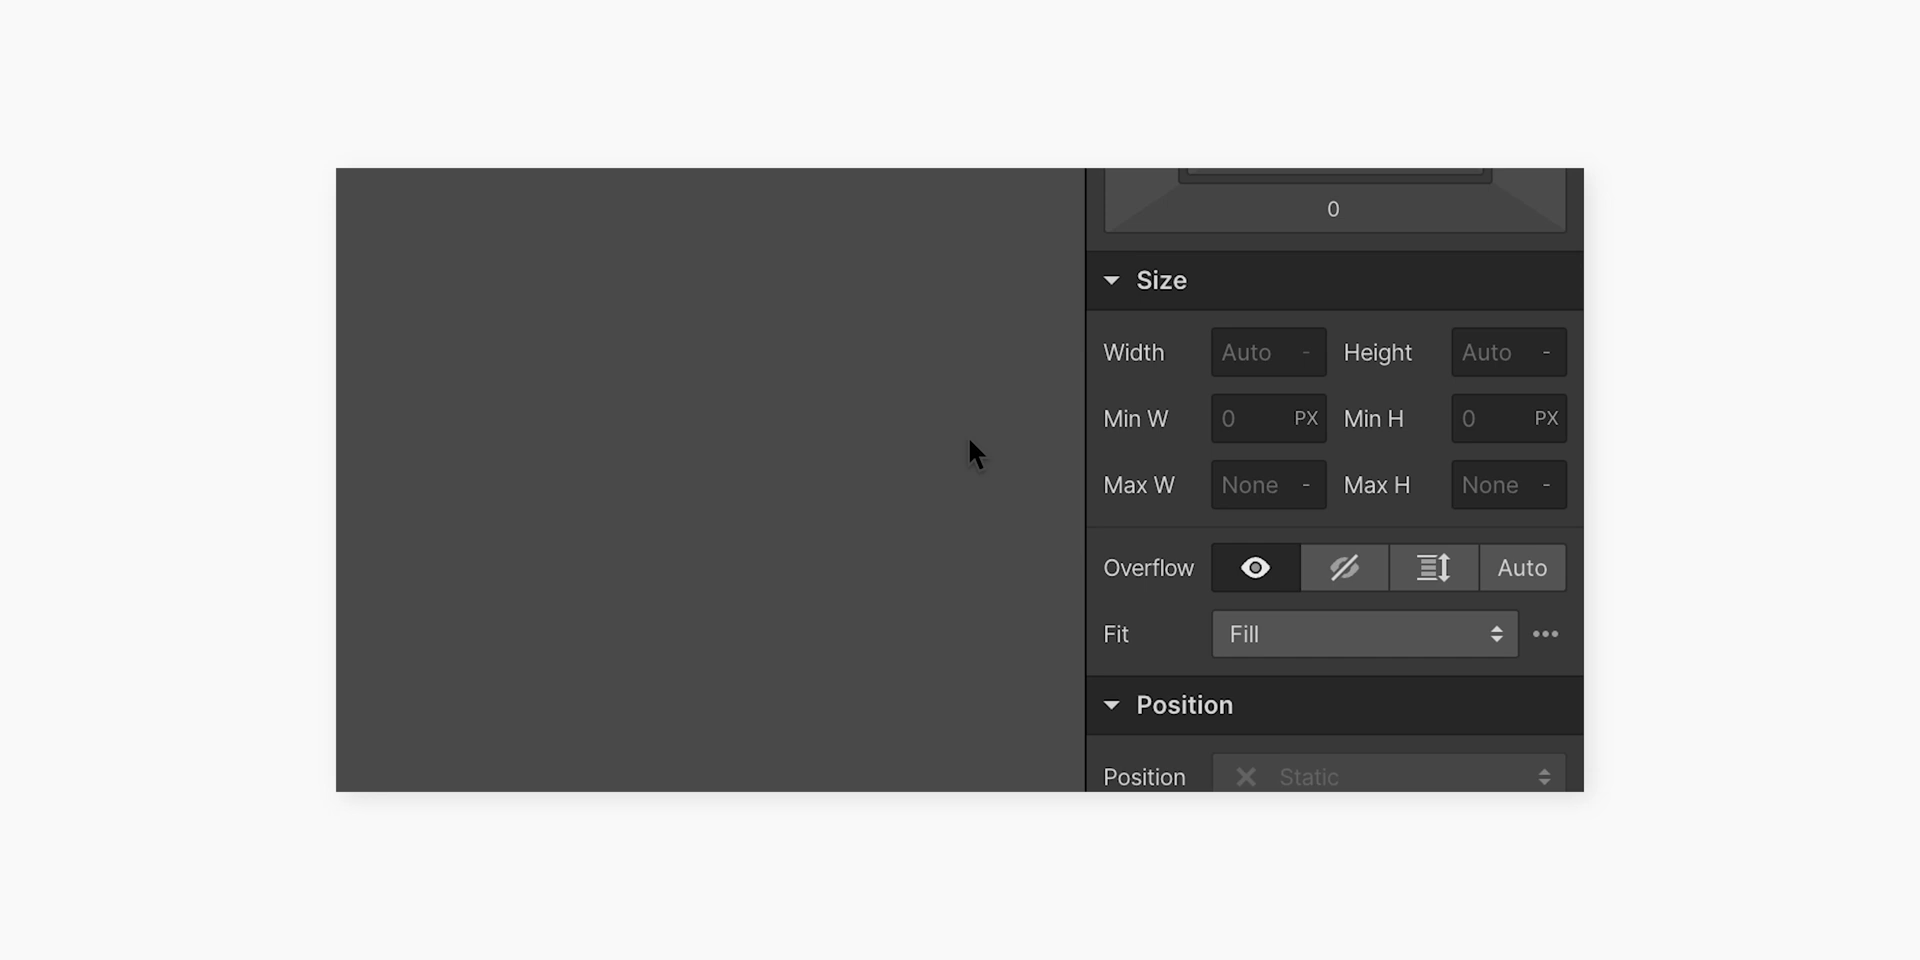 0
Size
Width Auto - Height Auto -
Min W 0 PX Min H 0 PX
Max W None - Max H None -
Overflow Auto
Fit Fill
Position
Position Static